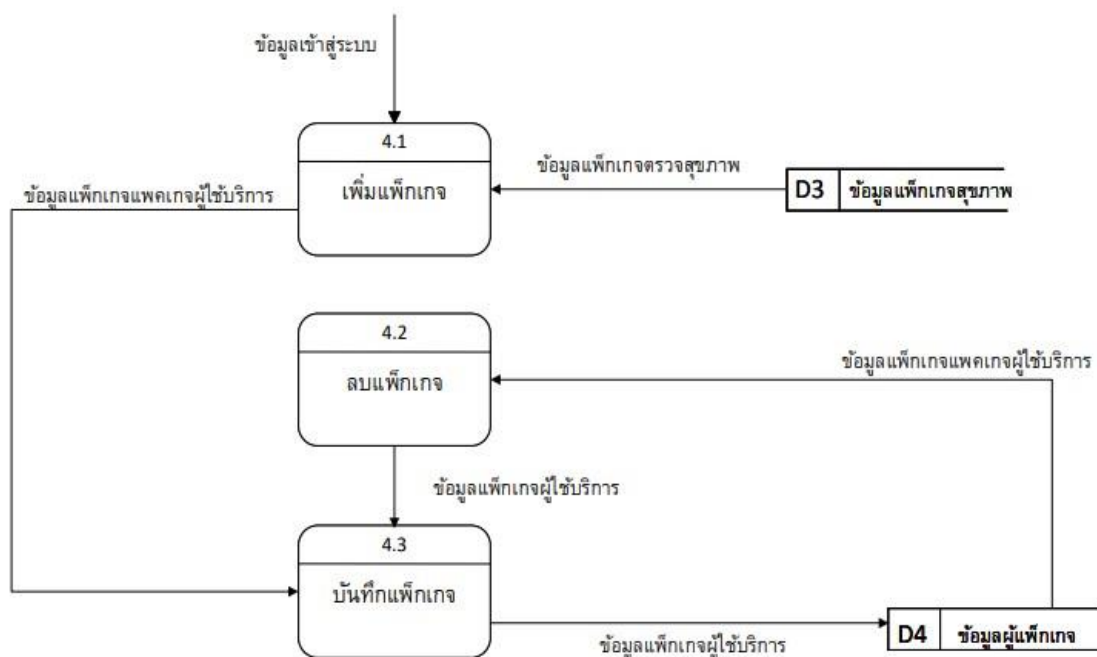 ข้อมูลเข้าสู่ระบบ
4.1
เพิ่มแพ็กเกจ
ข้อมูลแพ็กเกจตรวจสุขภาพ
D3 ข้อมูลแพ็กเกจสุขภาพ
ข้อมูลแพ็กเกจแพคเกจผู้ใช้บริการ
4.2
ลบแพ็กเกจ
ข้อมูลแพ็กเกจแพคเกจผู้ใช้บริการ
ข้อมูลแพ็กเกจผู้ใช้บริการ
4.3
บันทึกแพ็กเกจ
ข้อมูลแพ็กเกจผู้ใช้บริการ
D4 ข้อมูลผู้แพ็กเกจ